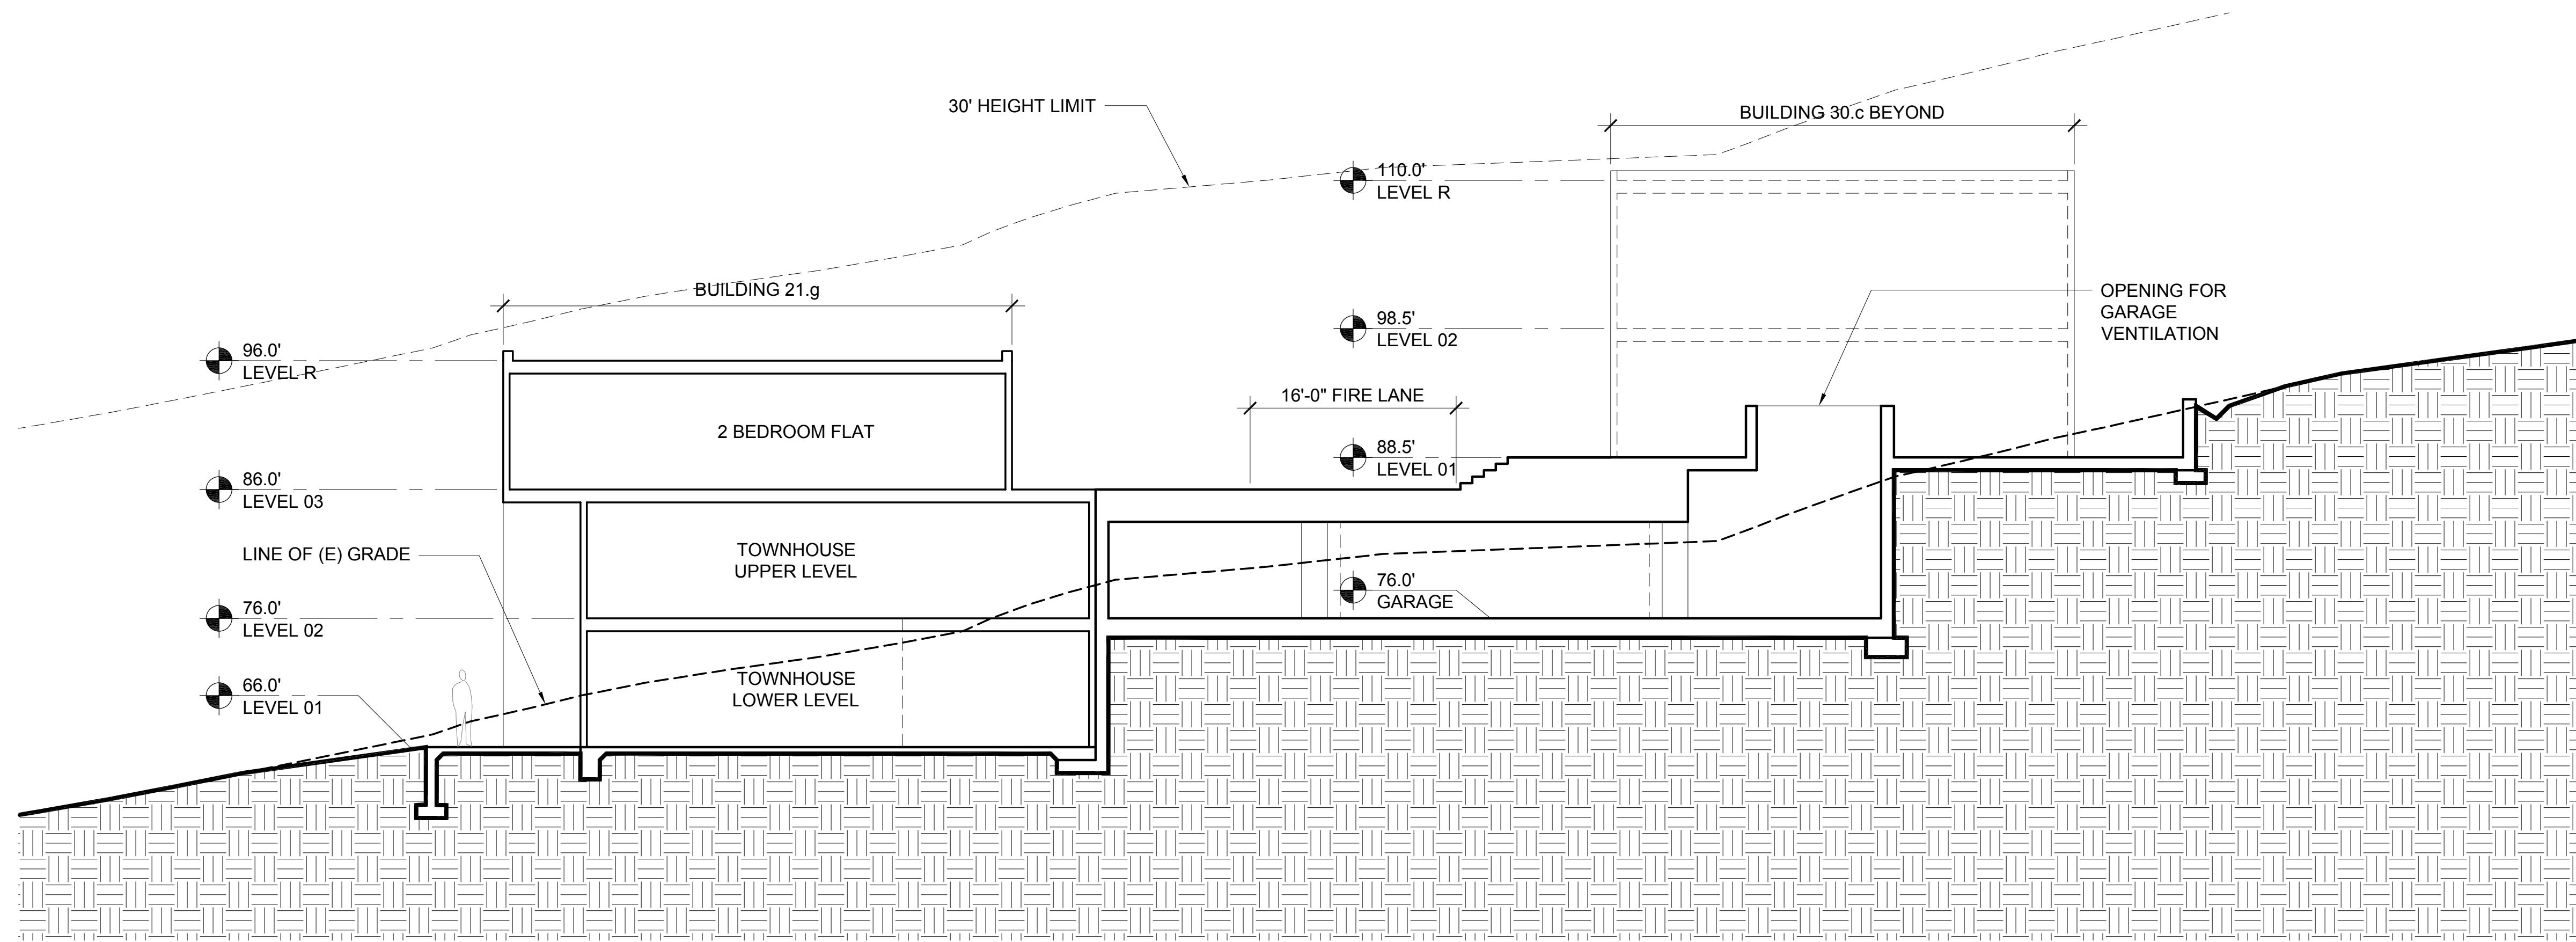 30' HEIGHT LIMIT
BUILDING 30.c BEYOND
110.0'
LEVEL R
BUILDING 21.g
OPENING FOR
GARAGE
VENTILATION
98.5'
LEVEL 02
96.0'
LEVEL R
16'-0" FIRE LANE
2 BEDROOM FLAT
88.5'
LEVEL 01
86.0'
LEVEL 03
LINE OF (E) GRADE
TOWNHOUSE
UPPER LEVEL
76.0'
GARAGE
76.0'
LEVEL 02
TOWNHOUSE
LOWER LEVEL
66.0'
LEVEL 01